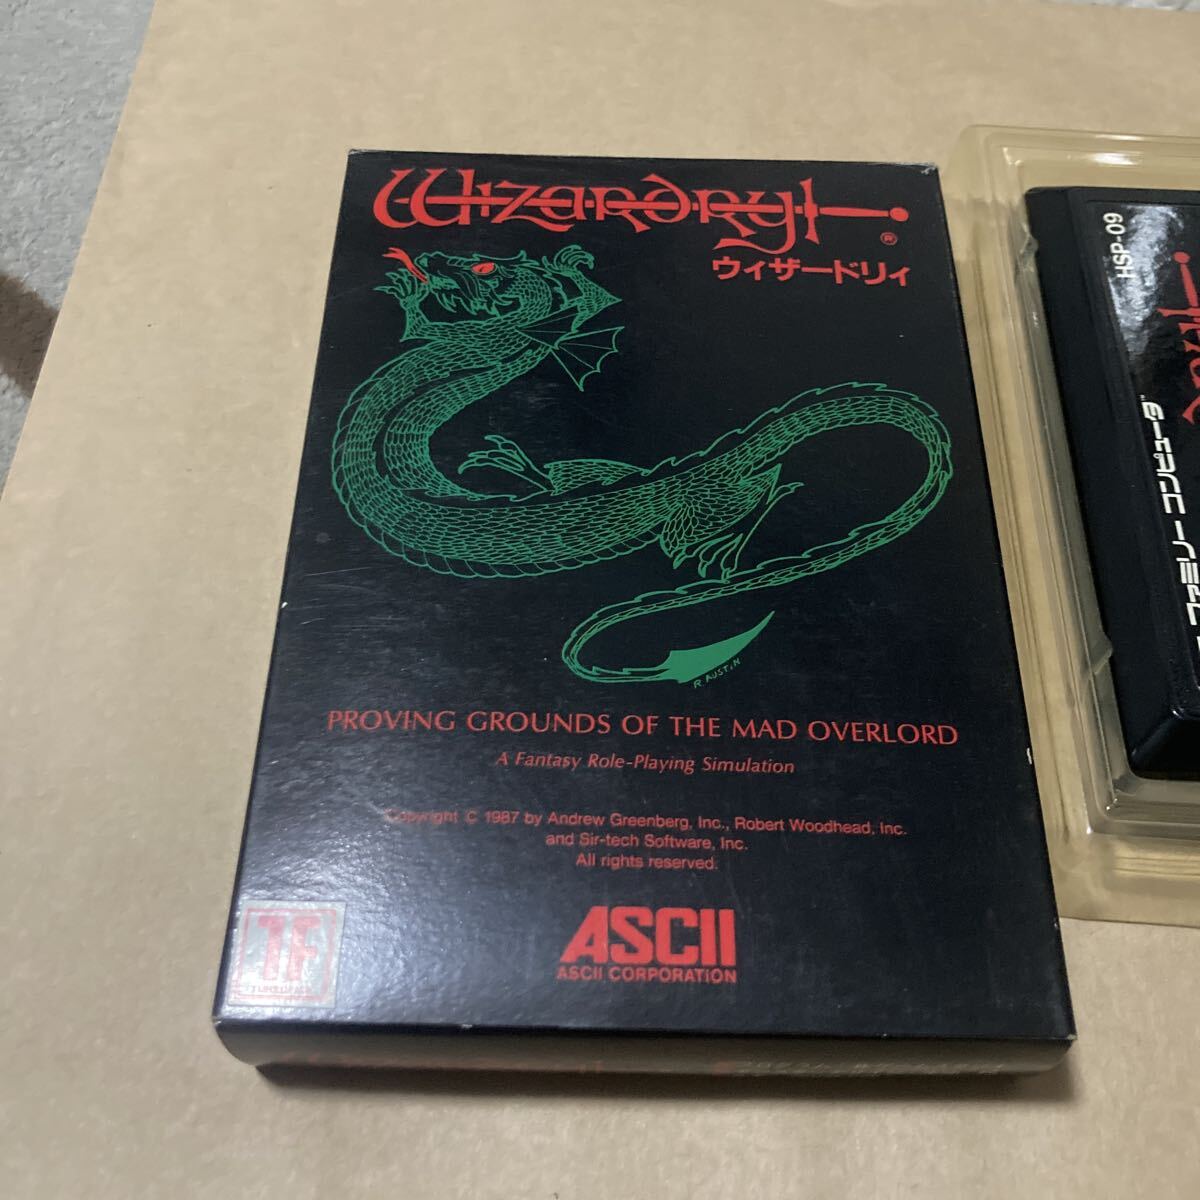 Wizardry
®
ウィザードリィ
R. AUSTIN
PROVING GROUNDS OF THE MAD OVERLORD
A Fantasy Role-Playing Simulation
Copyright © 1987 by Andrew Greenberg, Inc., Robert Woodhead, Inc.
and Sir-tech Software, Inc.
All rights reserved.
TF
ASCII
ASCII CORPORATION
HSP-09
ファミリー コンピュータ™